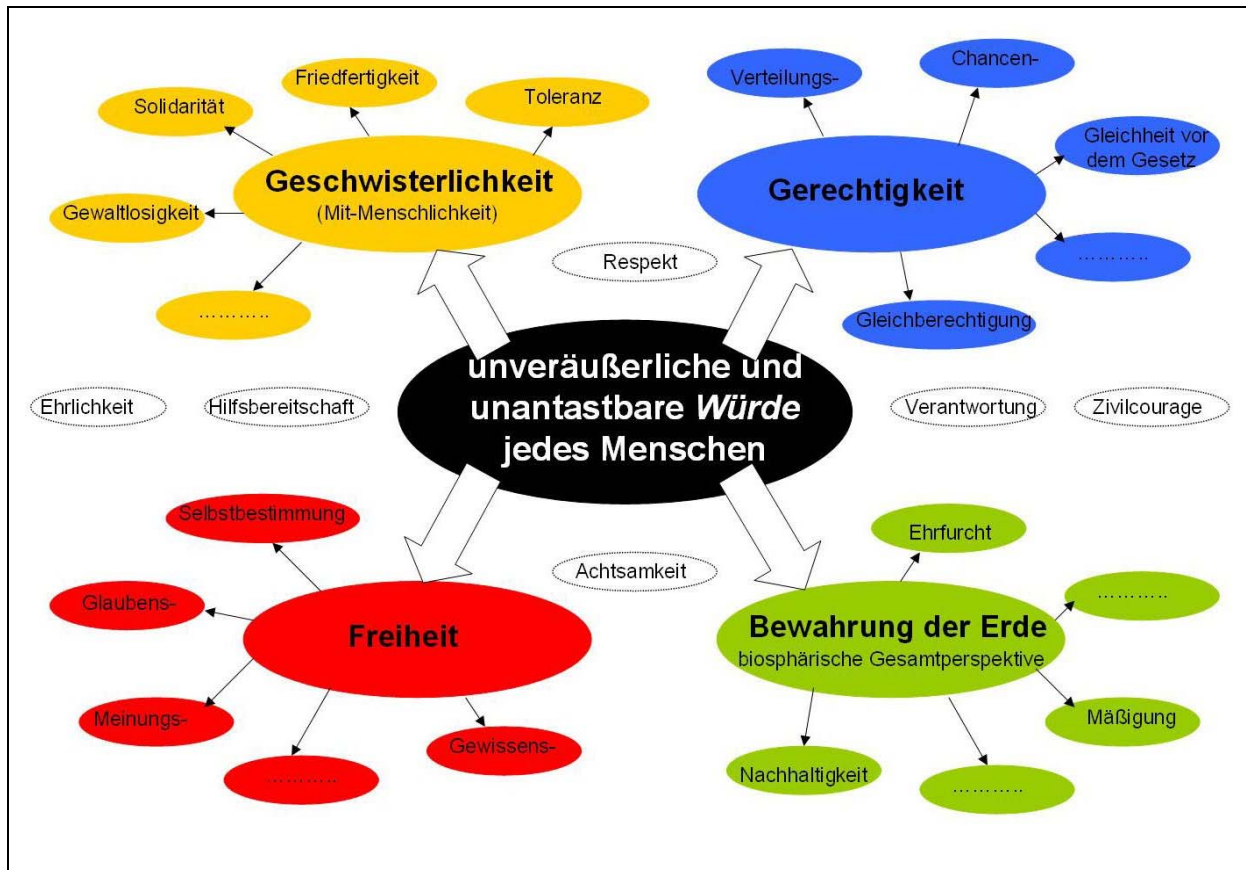 Friedfertigkeit
Solidarität
Toleranz
Geschwisterlichkeit
(Mit-Menschlichkeit)
Gewaltlosigkeit
………..
Verteilungs-
Chancen-
Gleichheit vor
dem Gesetz
Gerechtigkeit
………..
Gleichberechtigung
Respekt
unveräußerliche und
unantastbare Würde
jedes Menschen
Ehrlichkeit
Hilfsbereitschaft
Verantwortung
Zivilcourage
Achtsamkeit
Selbstbestimmung
Glaubens-
Freiheit
Meinungs-
Gewissens-
………..
Ehrfurcht
………..
Bewahrung der Erde
biosphärische Gesamtperspektive
Mäßigung
Nachhaltigkeit
………..